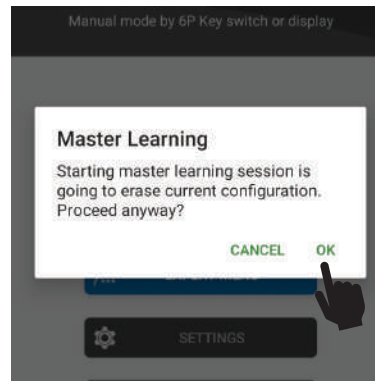 Manual mode by 6P Key switch or display
Master Learning
Starting master learning session is
going to erase current configuration.
Proceed anyway?
CANCEL OK
SETTINGS